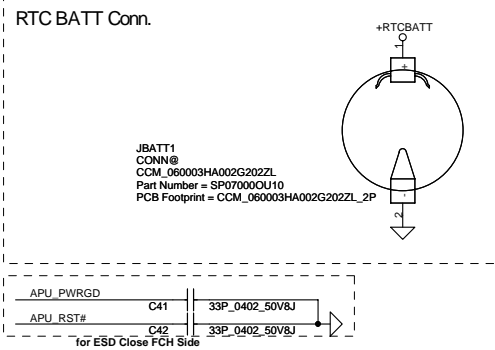 RTC BATT Conn.
+RTCBATT
1
+
JBATT1
CONN@
CCM_060003HA002G202ZL
Part Number = SP07000OU10
PCB Footprint = CCM_060003HA002G202ZL_2P
-
2
APU_PWRGD
C41 33P_0402_50V8J
APU_RST#
C42 33P_0402_50V8J
for ESD Close FCH Side